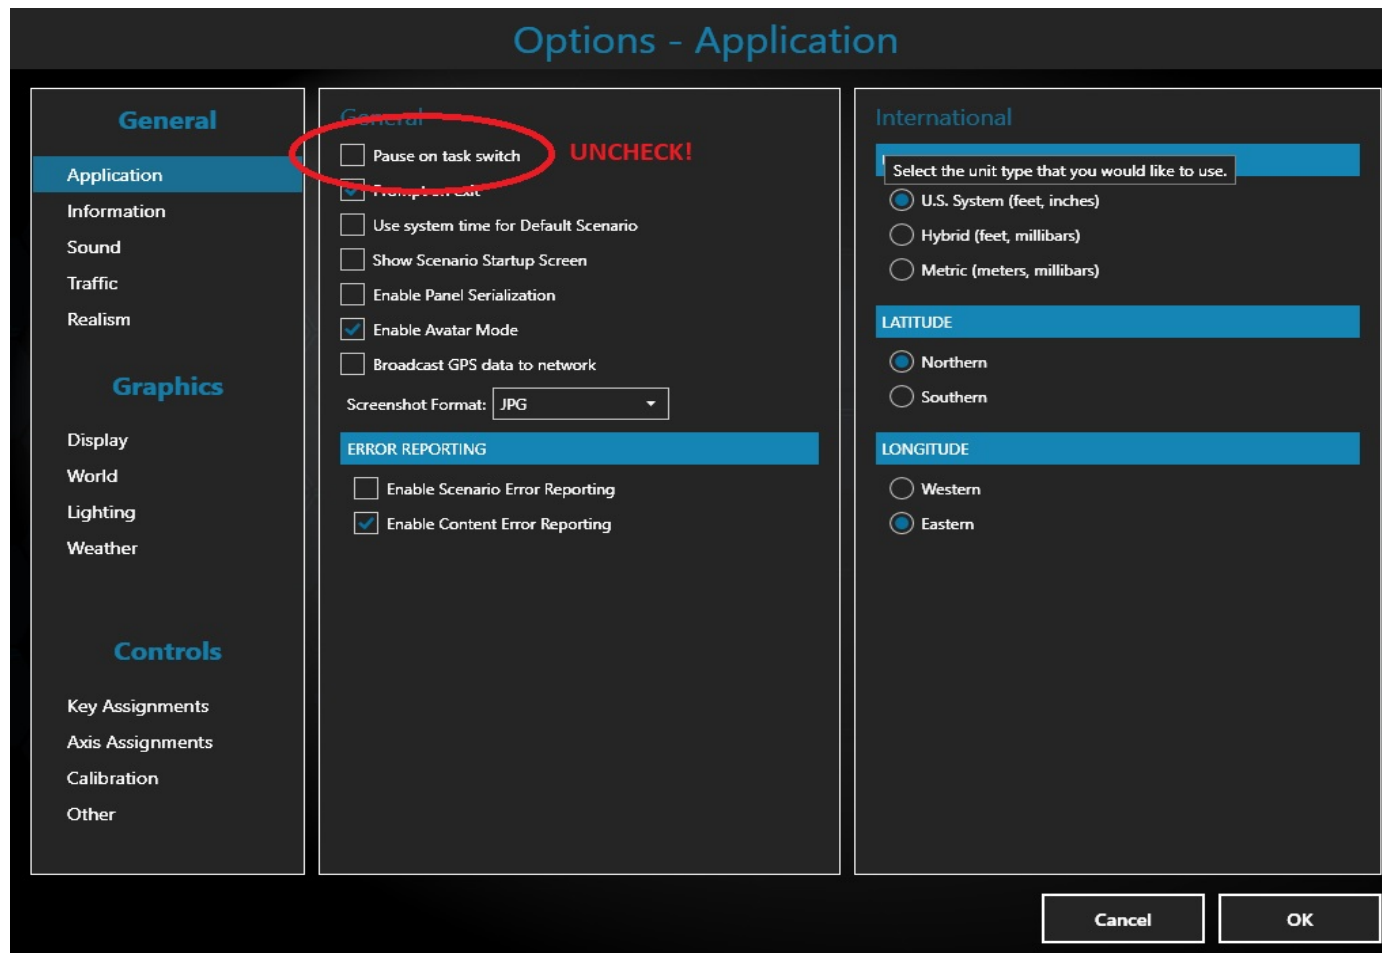 Options - Application
General
Application
Information
Sound
Traffic
Realism
Graphics
Display
World
Lighting
Weather
Controls
Key Assignments
Axis Assignments
Calibration
Other
General
Pause on task switch
UNCHECK!
Prompt on exit
Use system time for Default Scenario
Show Scenario Startup Screen
Enable Panel Serialization
Enable Avatar Mode
Broadcast GPS data to network
Screenshot Format: JPG
ERROR REPORTING
Enable Scenario Error Reporting
Enable Content Error Reporting
International
Select the unit type that you would like to use.
U.S. System (feet, inches)
Hybrid (feet, millibars)
Metric (meters, millibars)
LATITUDE
Northern
Southern
LONGITUDE
Western
Eastern
Cancel
OK